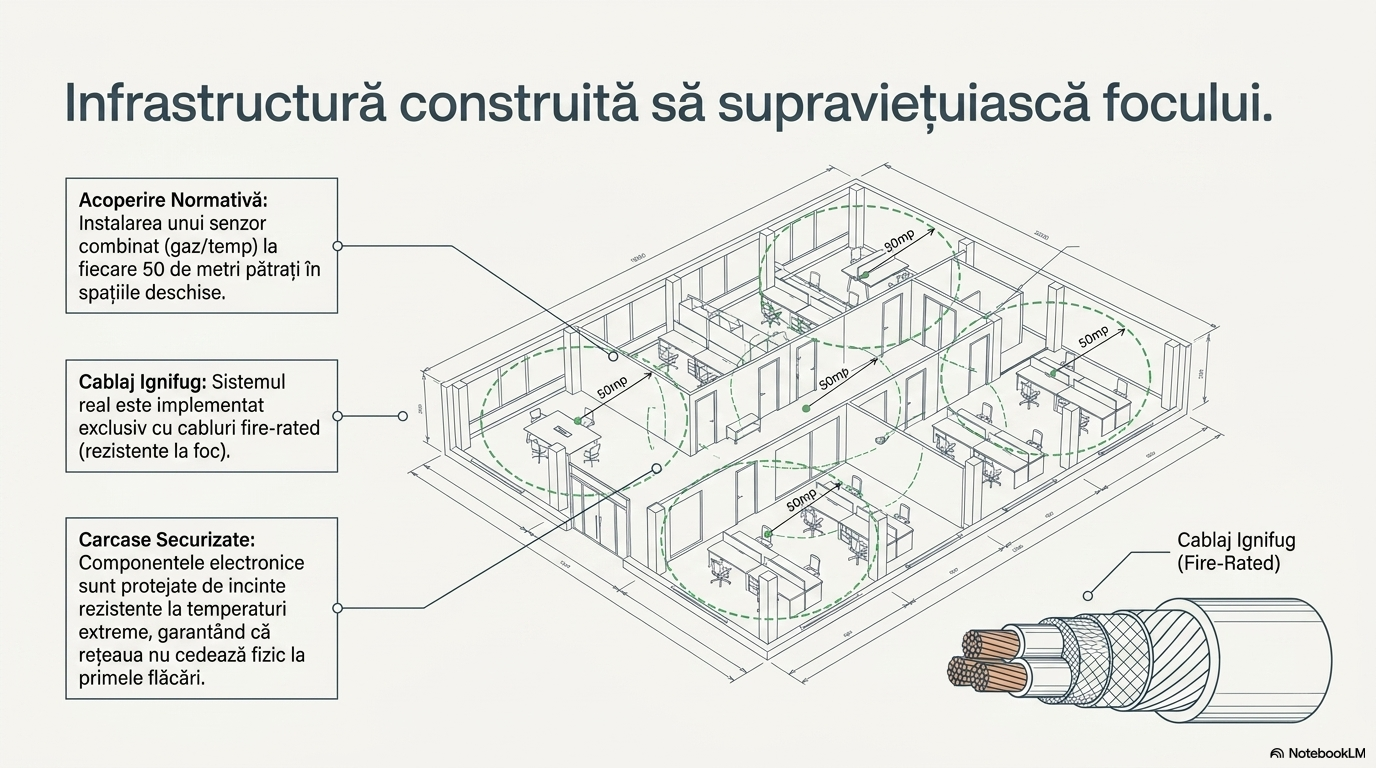 Infrastructură construită să supraviețuiască focului.
Acoperire Normativă:
Instalarea unui senzor
combinat (gaz/temp) la
fiecare 50 de metri pătrați în
spațiile deschise.
Cablaj Ignifug: Sistemul
real este implementat
exclusiv cu cabluri fire-rated
(rezistente la foc).
Carcase Securizate:
Componentele electronice
sunt protejate de incinte
rezistente la temperaturi
extreme, garantând că
rețeaua nu cedează fizic la
primele flăcări.
90mp
50mp
50mp
50mp
50mp
Cablaj Ignifug
(Fire-Rated)
NotebookLM